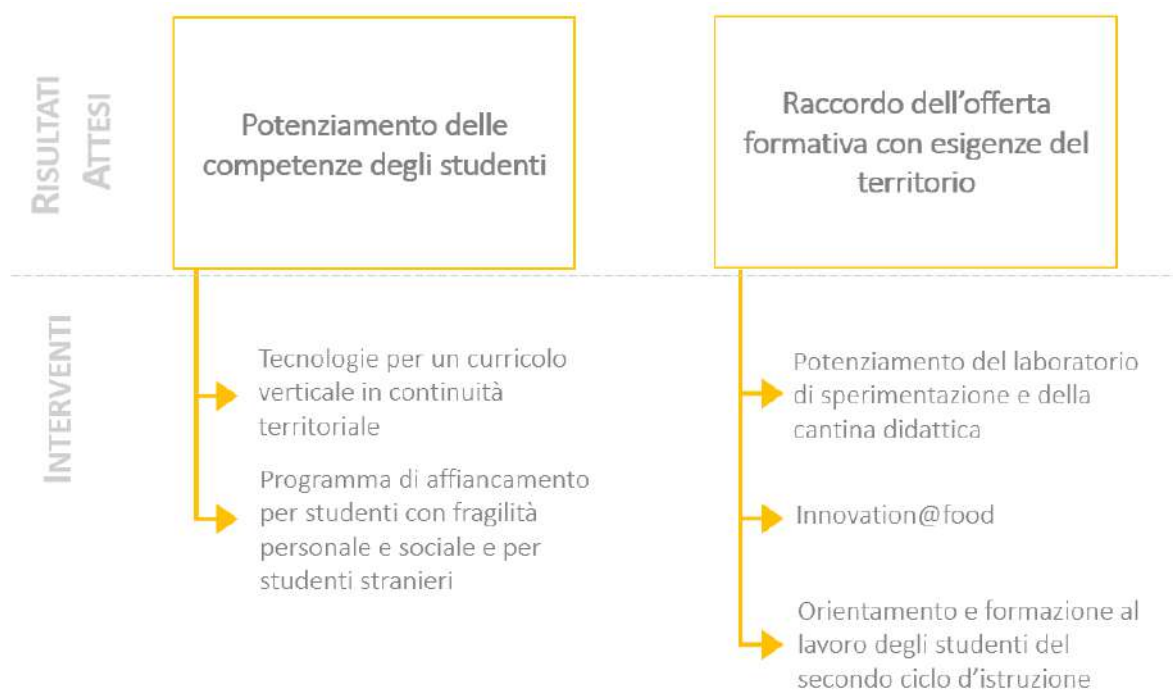 RISULTATI
ATTESI
Potenziamento delle
competenze degli studenti
Raccordo dell'offerta
formativa con esigenze del
territorio
INTERVENTI
Tecnologie per un curricolo
verticale in continuità
territoriale
Programma di affiancamento
per studenti con fragilità
personale e sociale e per
studenti stranieri
Potenziamento del laboratorio
di sperimentazione e della
cantina didattica
Innovation@food
Orientamento e formazione al
lavoro degli studenti del
secondo ciclo d'istruzione